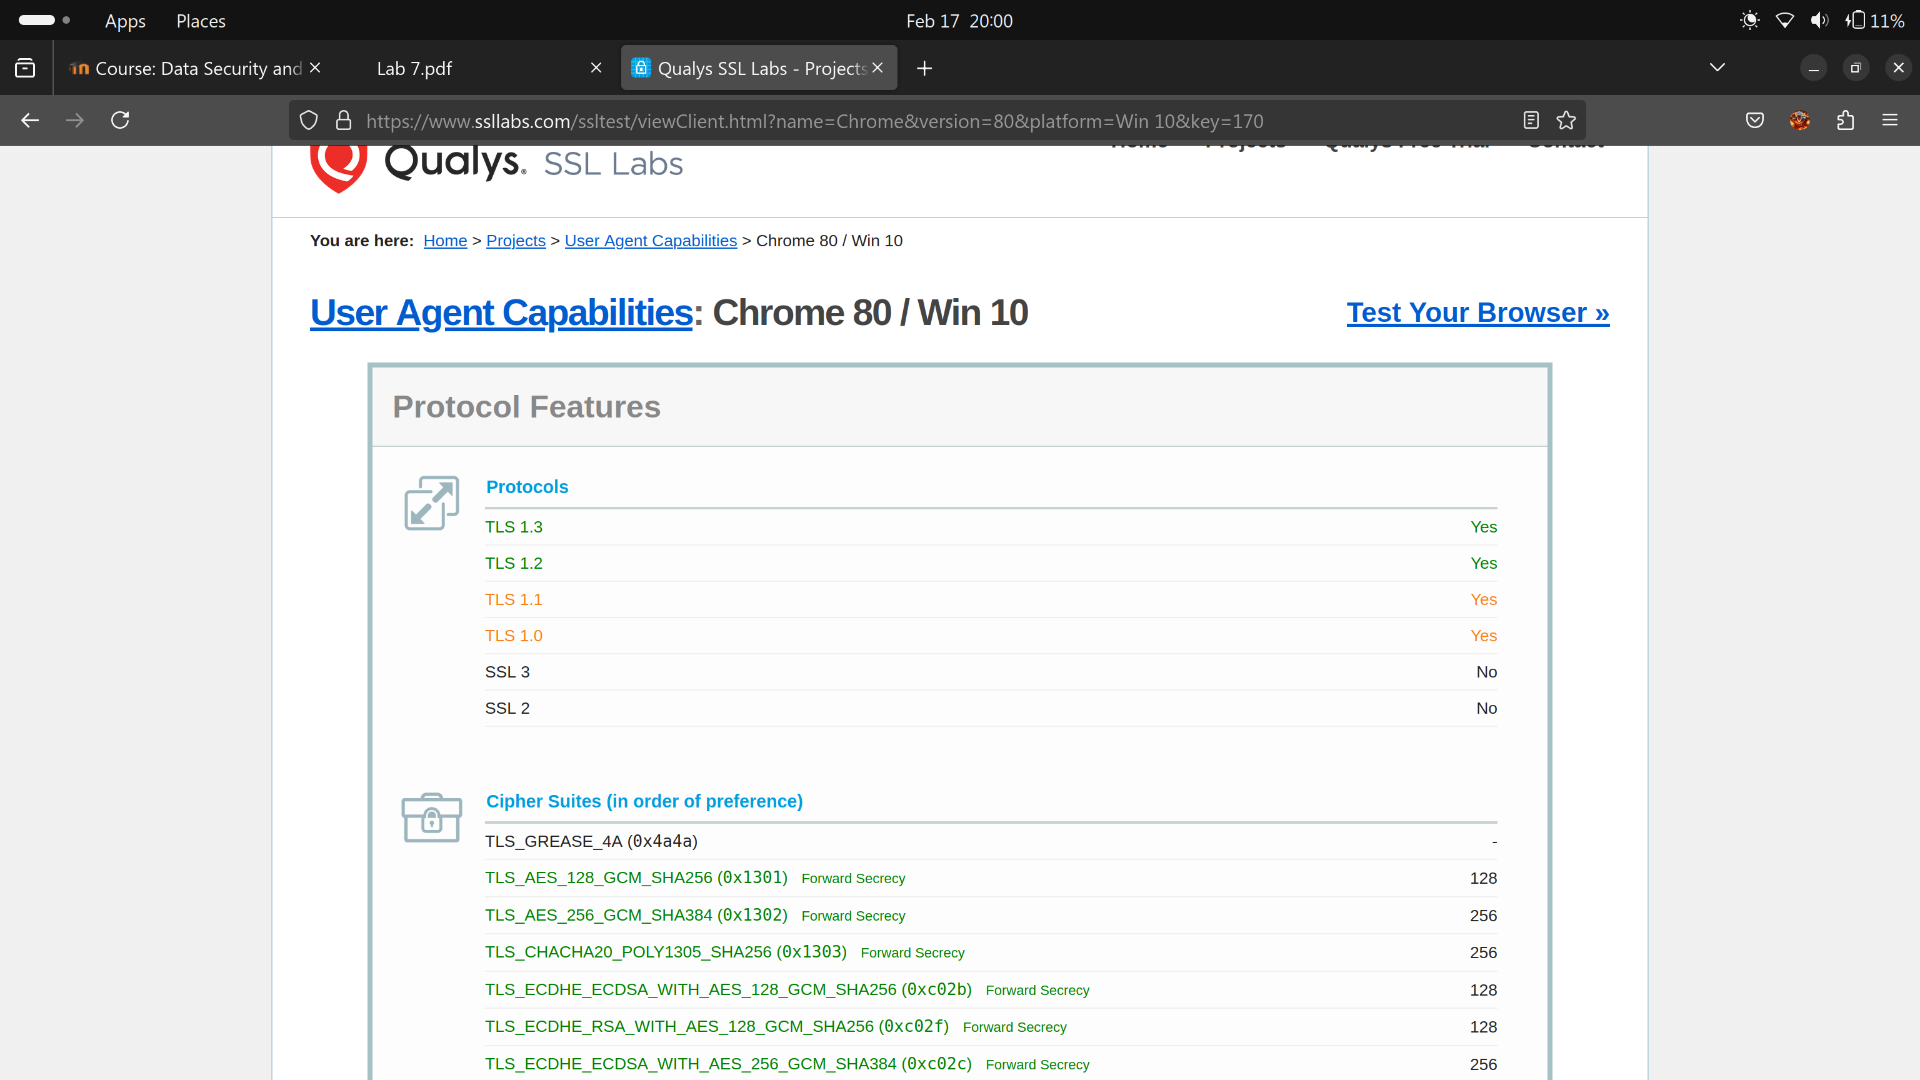 Apps Places Feb 17 20:00 11%
Course: Data Security and Lab 7.pdf Qualys SSL Labs - Projects
https://www.ssllabs.com/ssltest/viewClient.html?name=Chrome&version=80&platform=Win 10&key=170
Home Projects Qualys Free Trial Contact
Qualys. SSL Labs
You are here: Home > Projects > User Agent Capabilities > Chrome 80 / Win 10
User Agent Capabilities: Chrome 80 / Win 10 Test Your Browser »
Protocol Features
Protocols
TLS 1.3 Yes
TLS 1.2 Yes
TLS 1.1 Yes
TLS 1.0 Yes
SSL 3 No
SSL 2 No
Cipher Suites (in order of preference)
TLS_GREASE_4A (0x4a4a) -
TLS_AES_128_GCM_SHA256 (0x1301) Forward Secrecy 128
TLS_AES_256_GCM_SHA384 (0x1302) Forward Secrecy 256
TLS_CHACHA20_POLY1305_SHA256 (0x1303) Forward Secrecy 256
TLS_ECDHE_ECDSA_WITH_AES_128_GCM_SHA256 (0xc02b) Forward Secrecy 128
TLS_ECDHE_RSA_WITH_AES_128_GCM_SHA256 (0xc02f) Forward Secrecy 128
TLS_ECDHE_ECDSA_WITH_AES_256_GCM_SHA384 (0xc02c) Forward Secrecy 256